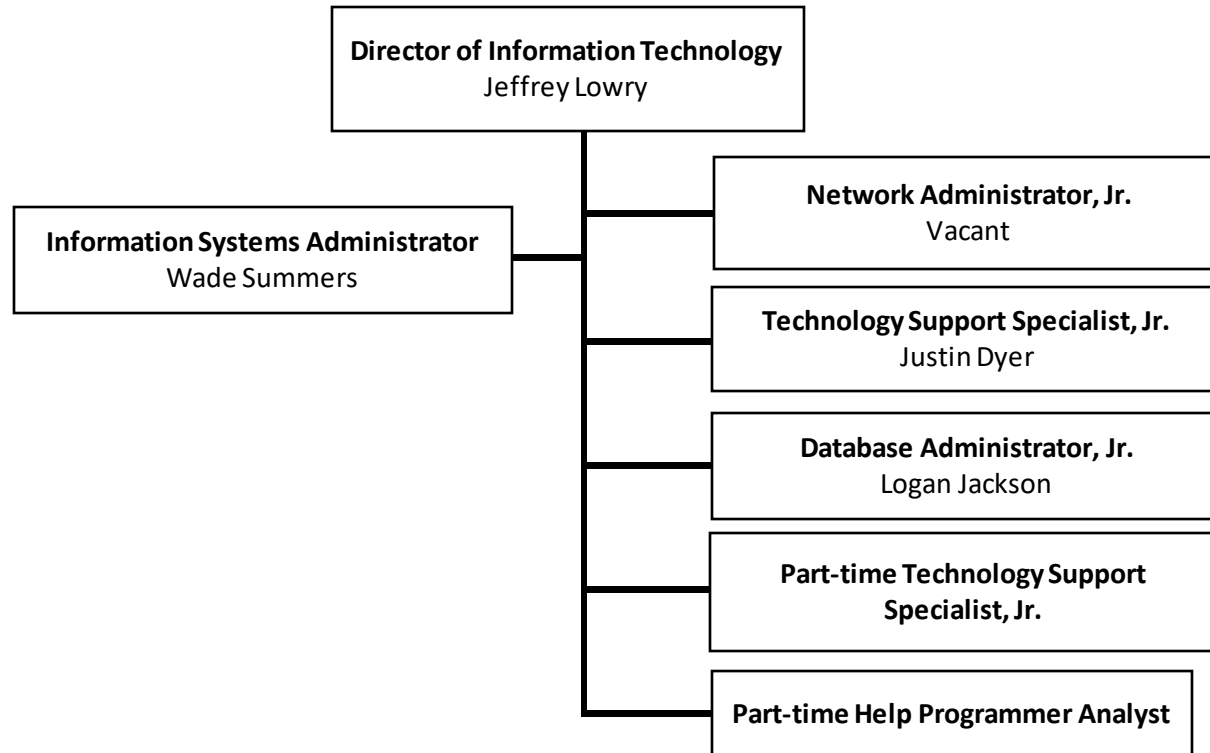 Director of Information Technology
Jeffrey Lowry
Information Systems Administrator
Wade Summers
Network Administrator, Jr.
Vacant
Technology Support Specialist, Jr.
Justin Dyer
Database Administrator, Jr.
Logan Jackson
Part-time Technology Support
Specialist, Jr.
Part-time Help Programmer Analyst